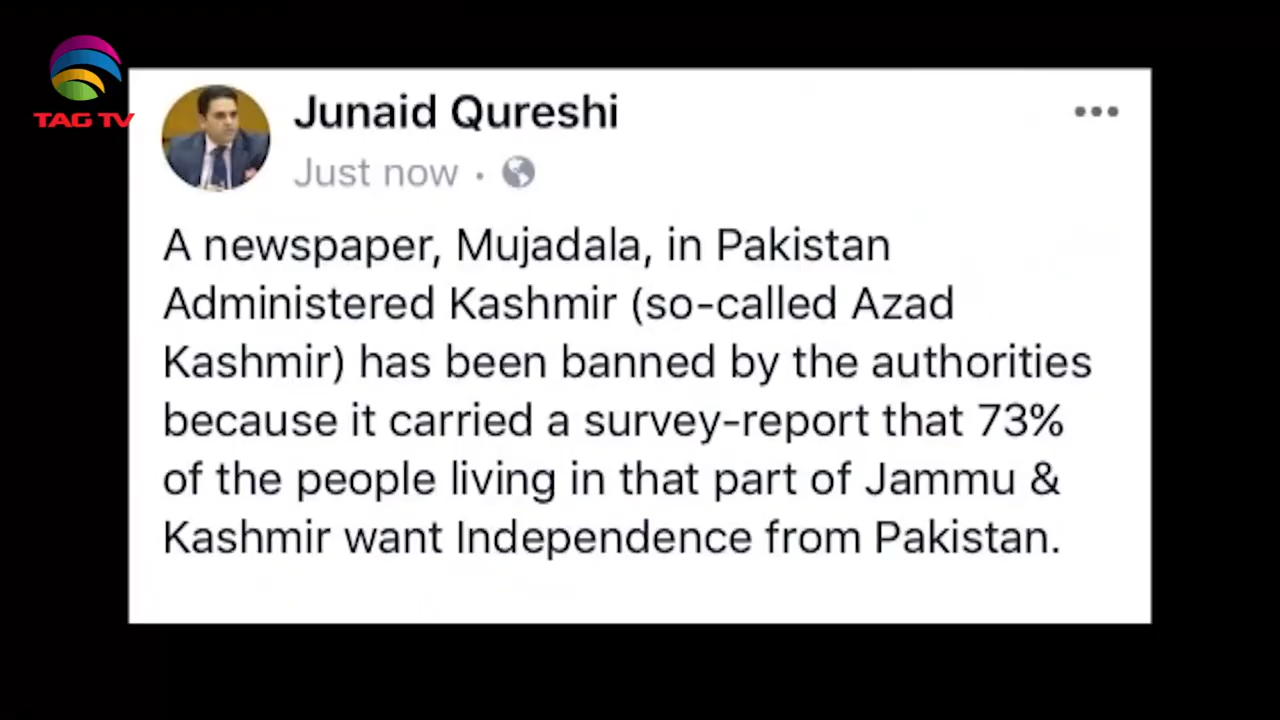 TAG TV
Junaid Qureshi
Just now ·
A newspaper, Mujadala, in Pakistan
Administered Kashmir (so-called Azad
Kashmir) has been banned by the authorities
because it carried a survey-report that 73%
of the people living in that part of Jammu &
Kashmir want Independence from Pakistan.